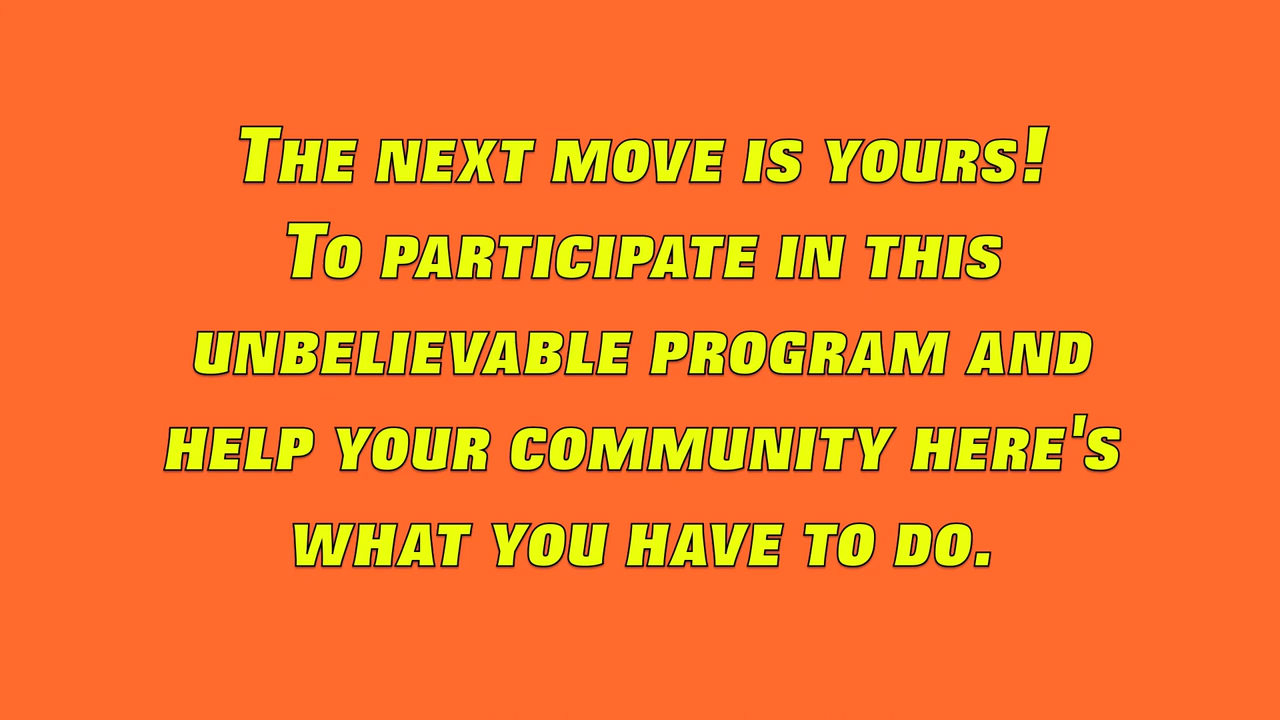 The next move is yours!
To participate in this
unbelievable program and
help your community here's
what you have to do.